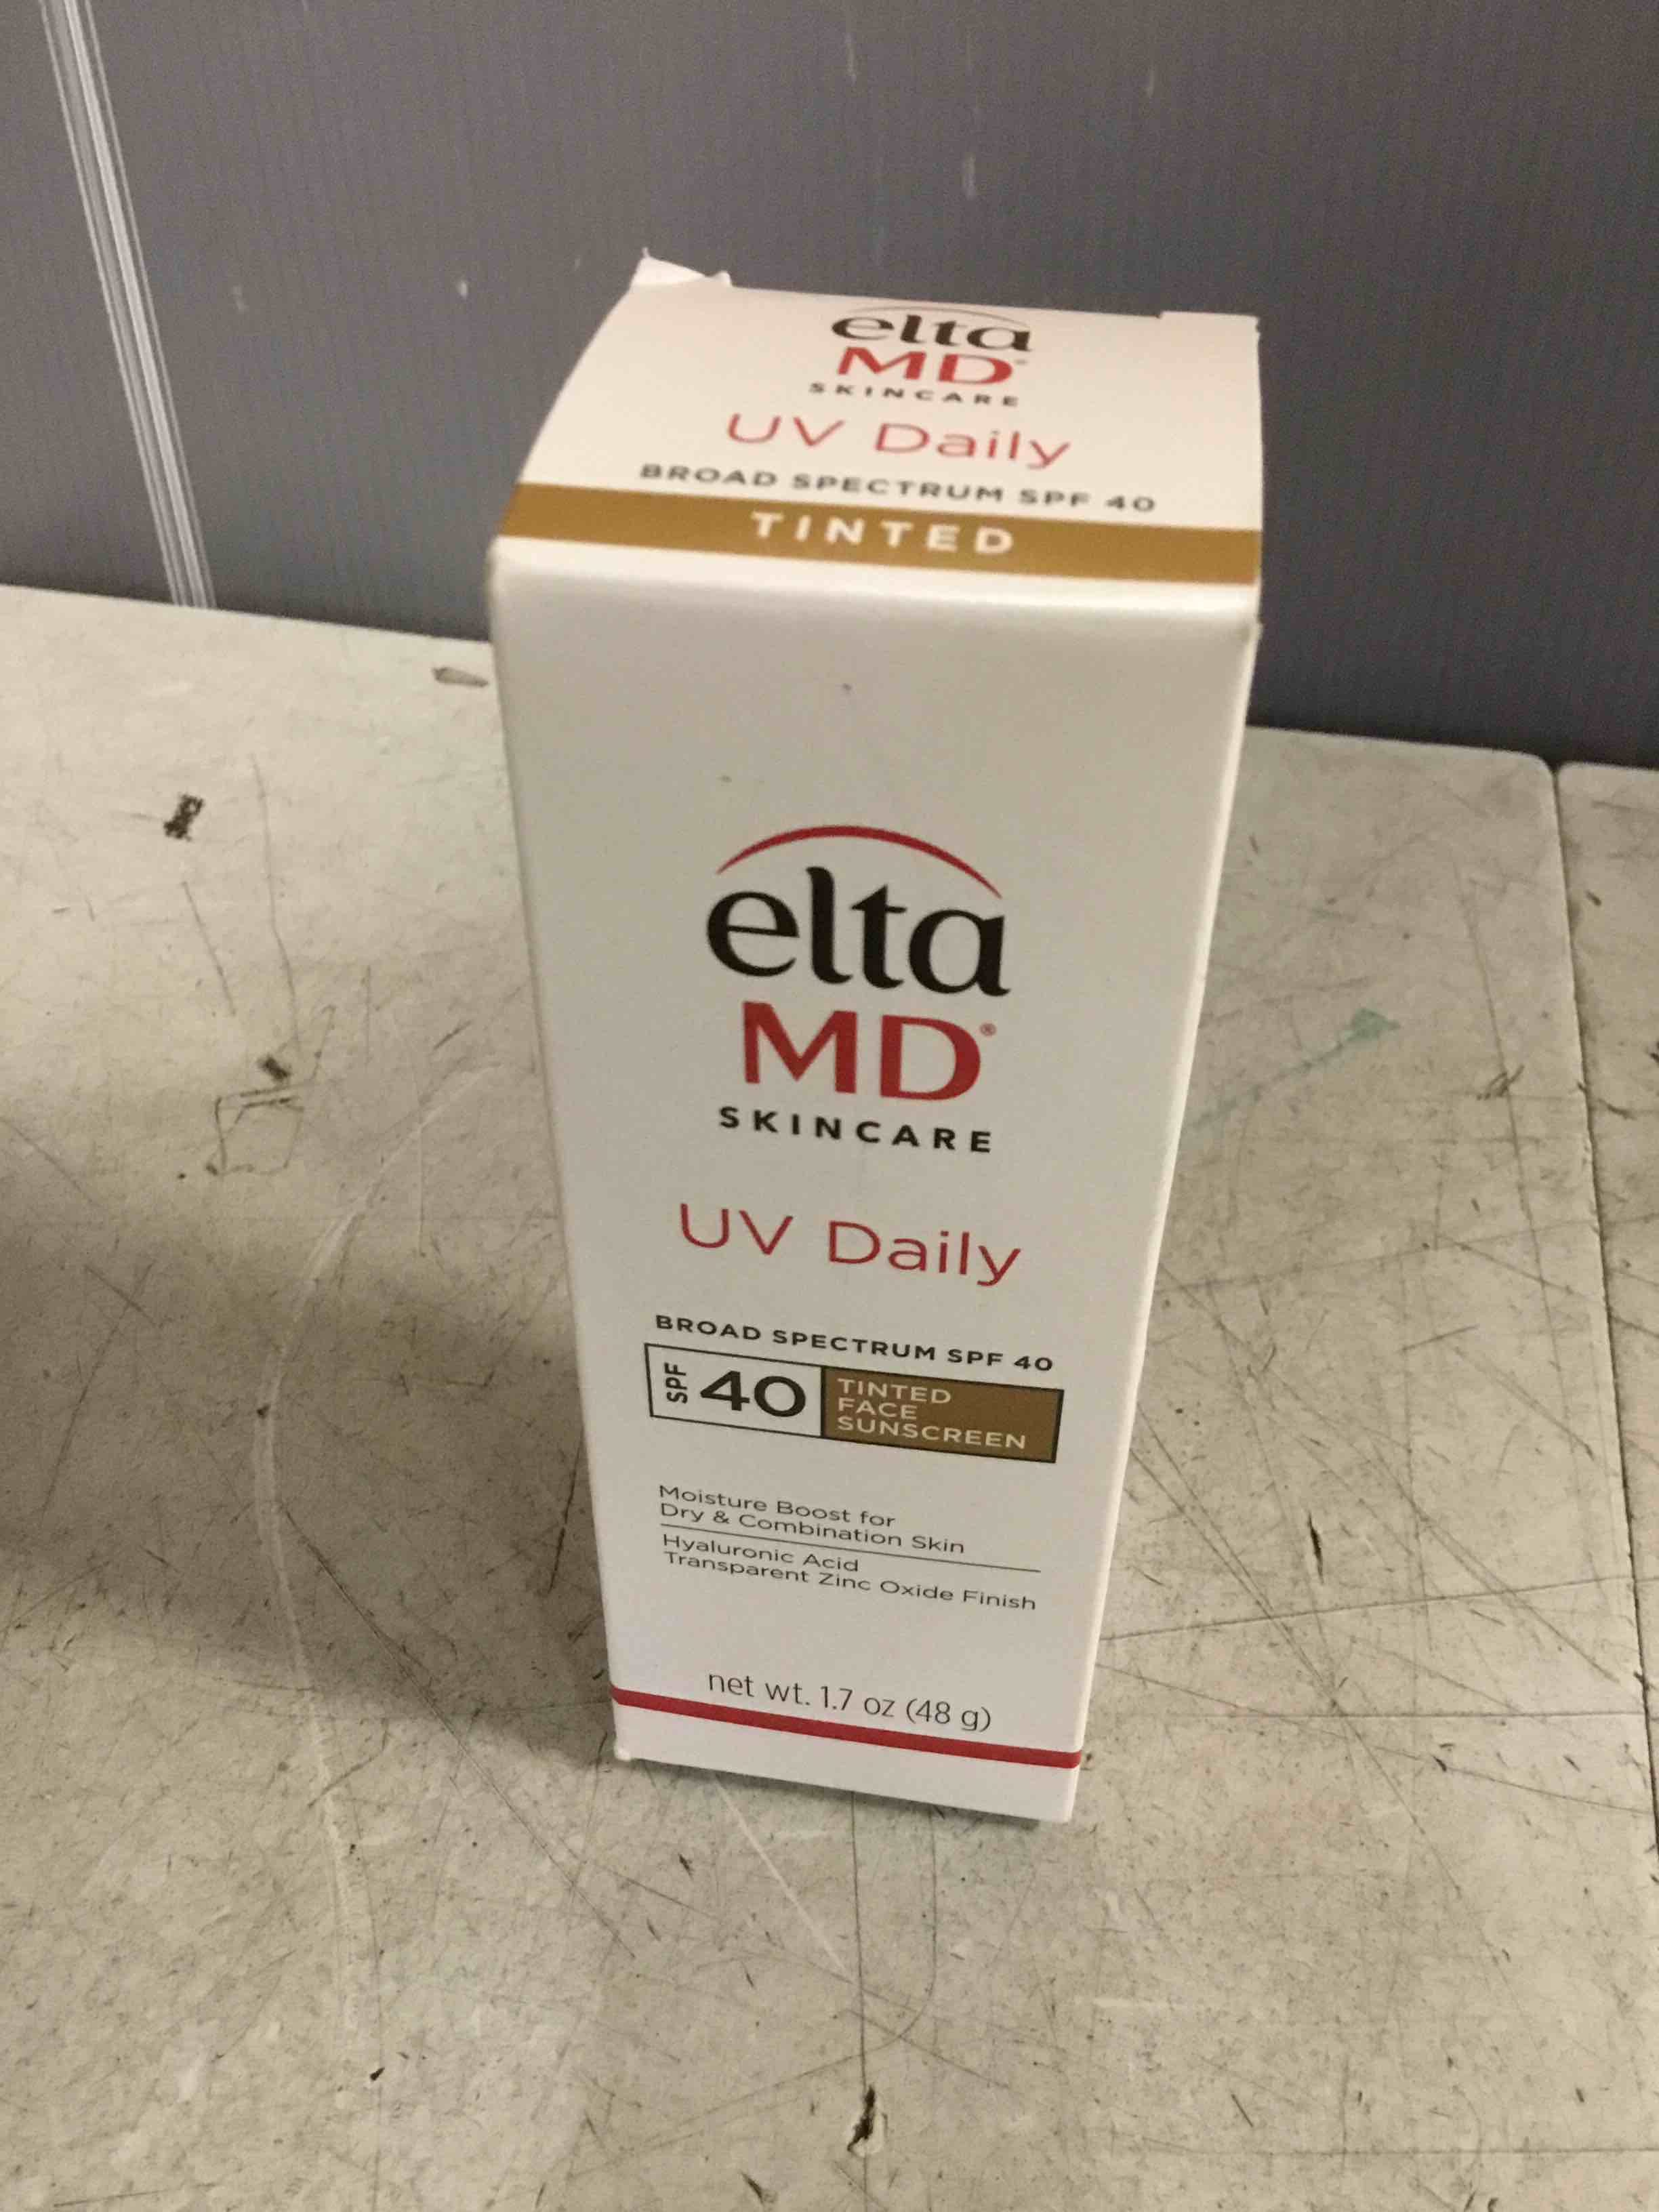 elta
MD
SKINCARE
UV Daily
BROAD SPECTRUM SPF 40
TINTED
elta
MD®
SKINCARE
UV Daily
BROAD SPECTRUM SPF 40
SPF 40
TINTED
FACE
SUNSCREEN
Moisture Boost for
Dry & Combination Skin
Hyaluronic Acid
Transparent Zinc Oxide Finish
net wt. 1.7 oz (48 g)